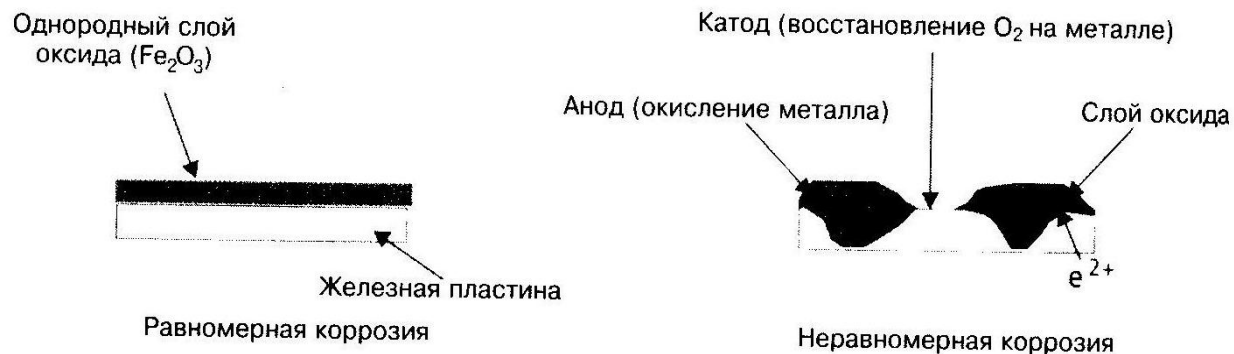 Однородный слой
оксида (Fe₂O₃)
Железная пластина
Равномерная коррозия
Катод (восстановление O₂ на металле)
Анод (окисление металла)
Слой оксида
e 2+
Неравномерная коррозия